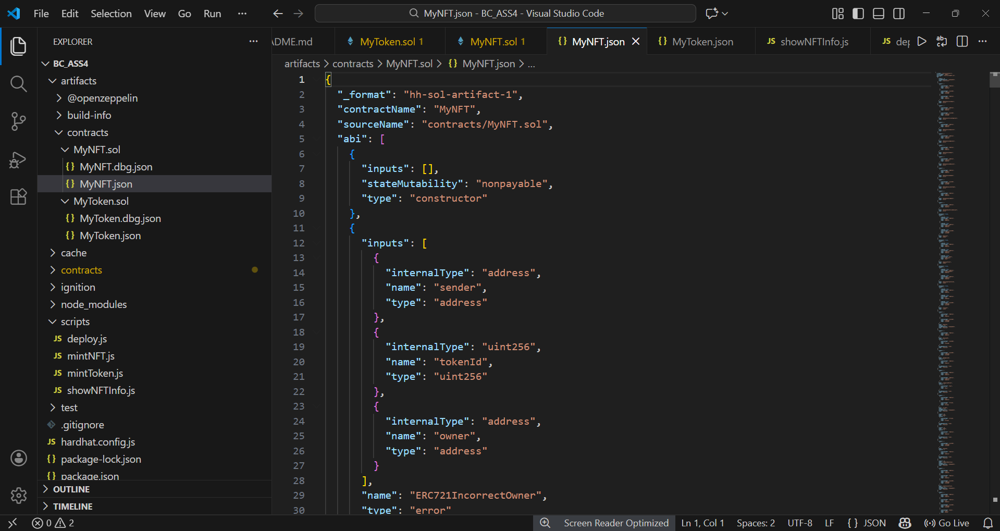 File Edit Selection View Go Run ···
MyNFT.json - BC_ASS4 - Visual Studio Code
EXPLORER
BC_ASS4
artifacts
@openzeppelin
build-info
contracts
MyNFT.sol
{} MyNFT.dbg.json
{} MyNFT.json
MyToken.sol
{} MyToken.dbg.json
{} MyToken.json
cache
contracts
ignition
node_modules
scripts
JS deploy.js
JS mintNFT.js
JS mintToken.js
JS showNFTInfo.js
test
.gitignore
JS hardhat.config.js
{} package-lock.json
{} package.json
OUTLINE
TIMELINE
DME.md
MyToken.sol 1
MyNFT.sol 1
{} MyNFT.json
{} MyToken.json
JS showNFTInfo.js
JS dep
artifacts > contracts > MyNFT.sol > {} MyNFT.json > ...
1 {
2 "_format": "hh-sol-artifact-1",
3 "contractName": "MyNFT",
4 "sourceName": "contracts/MyNFT.sol",
5 "abi": [
6 {
7 "inputs": [],
8 "stateMutability": "nonpayable",
9 "type": "constructor"
10 },
11 {
12 "inputs": [
13 {
14 "internalType": "address",
15 "name": "sender",
16 "type": "address"
17 },
18 {
19 "internalType": "uint256",
20 "name": "tokenId",
21 "type": "uint256"
22 },
23 {
24 "internalType": "address",
25 "name": "owner",
26 "type": "address"
27 }
28 ],
29 "name": "ERC721IncorrectOwner",
30 "type": "error"
0 2
Screen Reader Optimized Ln 1, Col 1 Spaces: 2 UTF-8 LF {} JSON Go Live